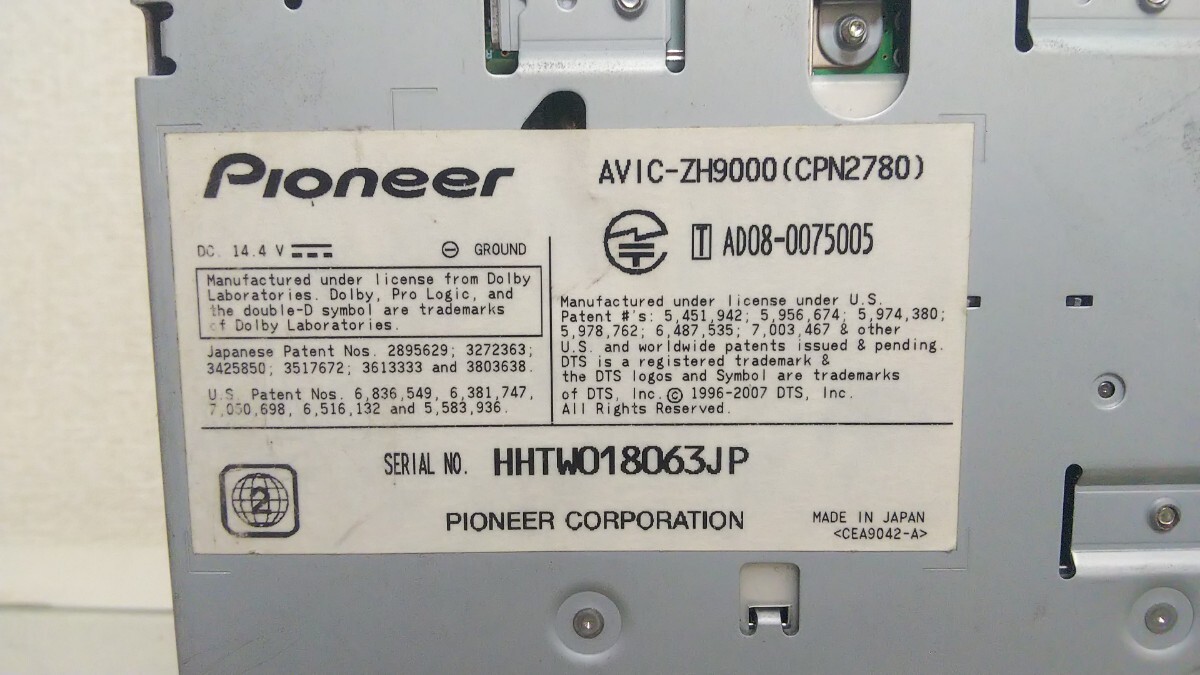 Pioneer
AVIC-ZH9000(CPN2780)
DC. 14.4 V
GROUND
T AD08-0075005
Manufactured under license from Dolby
Laboratories. Dolby, Pro Logic, and
the double-D symbol are trademarks
of Dolby Laboratories.
Japanese Patent Nos. 2895629; 3272363;
3425850; 3517672; 3613333 and 3803638.
U.S. Patent Nos. 6,836,549, 6,381,747,
7,050,698, 6,516,132 and 5,583,936.
Manufactured under license under U.S.
Patent #'s: 5,451,942; 5,956,674; 5,974,380;
5,978,762; 6,487,535; 7,003,467 & other
U.S. and worldwide patents issued & pending.
DTS is a registered trademark &
the DTS logos and Symbol are trademarks
of DTS, Inc.© 1996-2007 DTS, Inc.
All Rights Reserved.
SERIAL NO. HHTW018063JP
2
PIONEER CORPORATION
MADE IN JAPAN
<CEA9042-A>